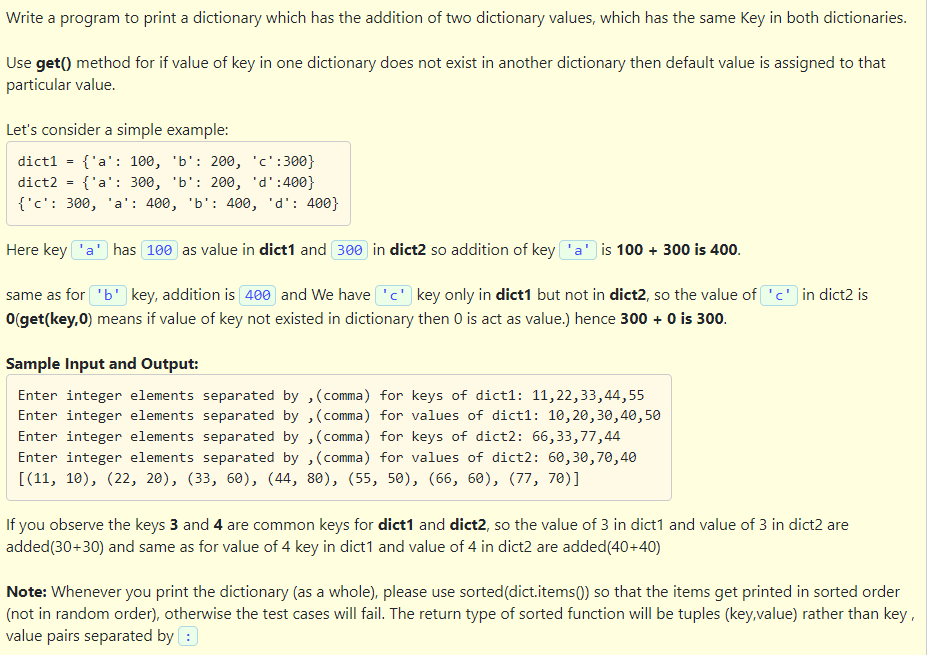 Write a program to print a dictionary which has the addition of two dictionary values, which has the same Key in both dictionaries.
Use get() method for if value of key in one dictionary does not exist in another dictionary then default value is assigned to that
particular value.
Let's consider a simple example:
dict1 = {'a': 100, 'b': 200, 'c':300}
dict2 = {'a': 300, 'b': 200, 'd':400}
{'c': 300, 'a': 400, 'b': 400, 'd': 400}
Here key 'a' has 100 as value in dict1 and 300 in dict2 so addition of key 'a' is 100 + 300 is 400.
same as for 'b' key, addition is 400 and We have 'c' key only in dict1 but not in dict2, so the value of 'c' in dict2 is
0(get(key,0) means if value of key not existed in dictionary then 0 is act as value.) hence 300 + 0 is 300.
Sample Input and Output:
Enter integer elements separated by ,(comma) for keys of dict1: 11,22,33,44,55
Enter integer elements separated by ,(comma) for values of dict1: 10,20,30,40,50
Enter integer elements separated by ,(comma) for keys of dict2: 66,33,77,44
Enter integer elements separated by ,(comma) for values of dict2: 60,30,70,40
[(11, 10), (22, 20), (33, 60), (44, 80), (55, 50), (66, 60), (77, 70)]
If you observe the keys 3 and 4 are common keys for dict1 and dict2, so the value of 3 in dict1 and value of 3 in dict2 are
added(30+30) and same as for value of 4 key in dict1 and value of 4 in dict2 are added(40+40)
Note: Whenever you print the dictionary (as a whole), please use sorted(dict.items()) so that the items get printed in sorted order
(not in random order), otherwise the test cases will fail. The return type of sorted function will be tuples (key,value) rather than key ,
value pairs separated by :